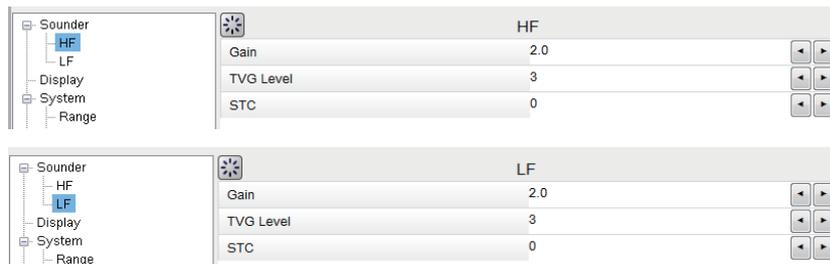 Sounder
HF
HF
Gain 2.0
LF
TVG Level 3
Display
System
STC 0
Range
Sounder
LF
HF
Gain 2.0
LF
TVG Level 3
Display
System
STC 0
Range